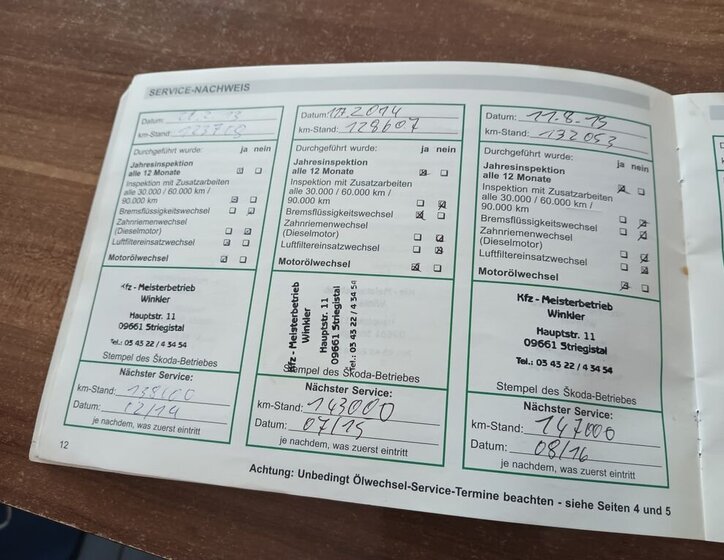 SERVICE-NACHWEIS
Datum:
km-Stand:
Durchgeführt wurde: ja nein
Jahresinspektion
alle 12 Monate
Inspektion mit Zusatzarbeiten
alle 30.000 / 60.000 km /
90.000 km
Bremsflüssigkeitswechsel
Zahnriemenwechsel
(Dieselmotor)
Luftfiltereinsatzwechsel
Motorölwechsel
Kfz - Meisterbetrieb
Winkler
Hauptstr. 11
09661 Striegistal
Tel.: 03 43 22 / 4 34 54
Stempel des Škoda-Betriebes
Nächster Service:
km-Stand: 138000
Datum: 02/14
je nachdem, was zuerst eintritt
12
Datum: 17.2014
km-Stand: 128607
Durchgeführt wurde: ja nein
Jahresinspektion
alle 12 Monate
Inspektion mit Zusatzarbeiten
alle 30.000 / 60.000 km /
90.000 km
Bremsflüssigkeitswechsel
Zahnriemenwechsel
(Dieselmotor)
Luftfiltereinsatzwechsel
Motorölwechsel
Kfz - Meisterbetrieb
Winkler
Hauptstr. 11
09661 Striegistal
Tel.: 03 43 22 / 4 34 54
Stempel des Škoda-Betriebes
Nächster Service:
km-Stand: 143000
Datum: 07/15
je nachdem, was zuerst eintritt
Datum: 11.8.15
km-Stand: 132053
Durchgeführt wurde: ja nein
Jahresinspektion
alle 12 Monate
Inspektion mit Zusatzarbeiten
alle 30.000 / 60.000 km /
90.000 km
Bremsflüssigkeitswechsel
Zahnriemenwechsel
(Dieselmotor)
Luftfiltereinsatzwechsel
Motorölwechsel
Kfz - Meisterbetrieb
Winkler
Hauptstr. 11
09661 Striegistal
Tel.: 03 43 22 / 4 34 54
Stempel des Škoda-Betriebes
Nächster Service:
km-Stand: 147000
Datum: 08/16
je nachdem, was zuerst eintritt
Achtung: Unbedingt Ölwechsel-Service-Termine beachten - siehe Seiten 4 und 5